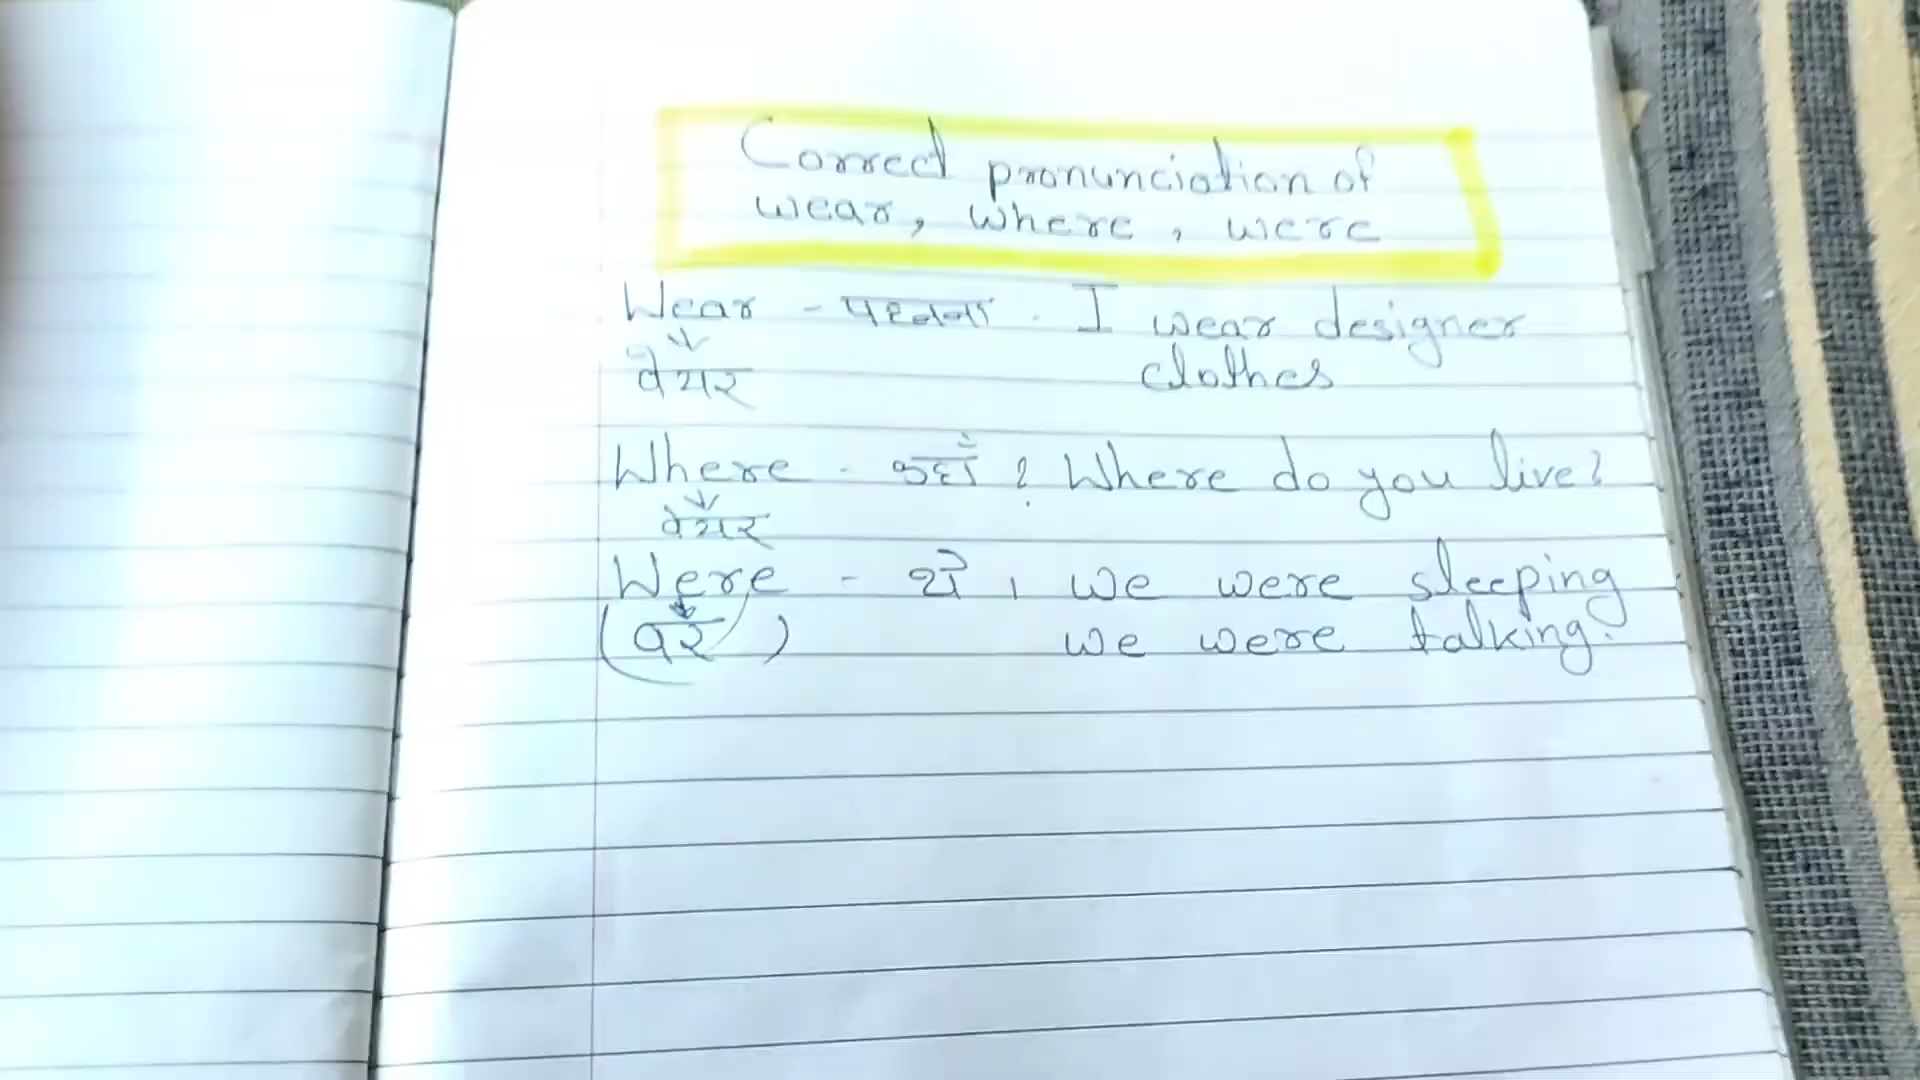 Correct pronunciation of
wear, where, were
Wear - पहनना. I wear designer
वेयर clothes
Where - कहाँ? Where do you live?
वेयर
Were - थे, we were sleeping
(वर) we were talking.